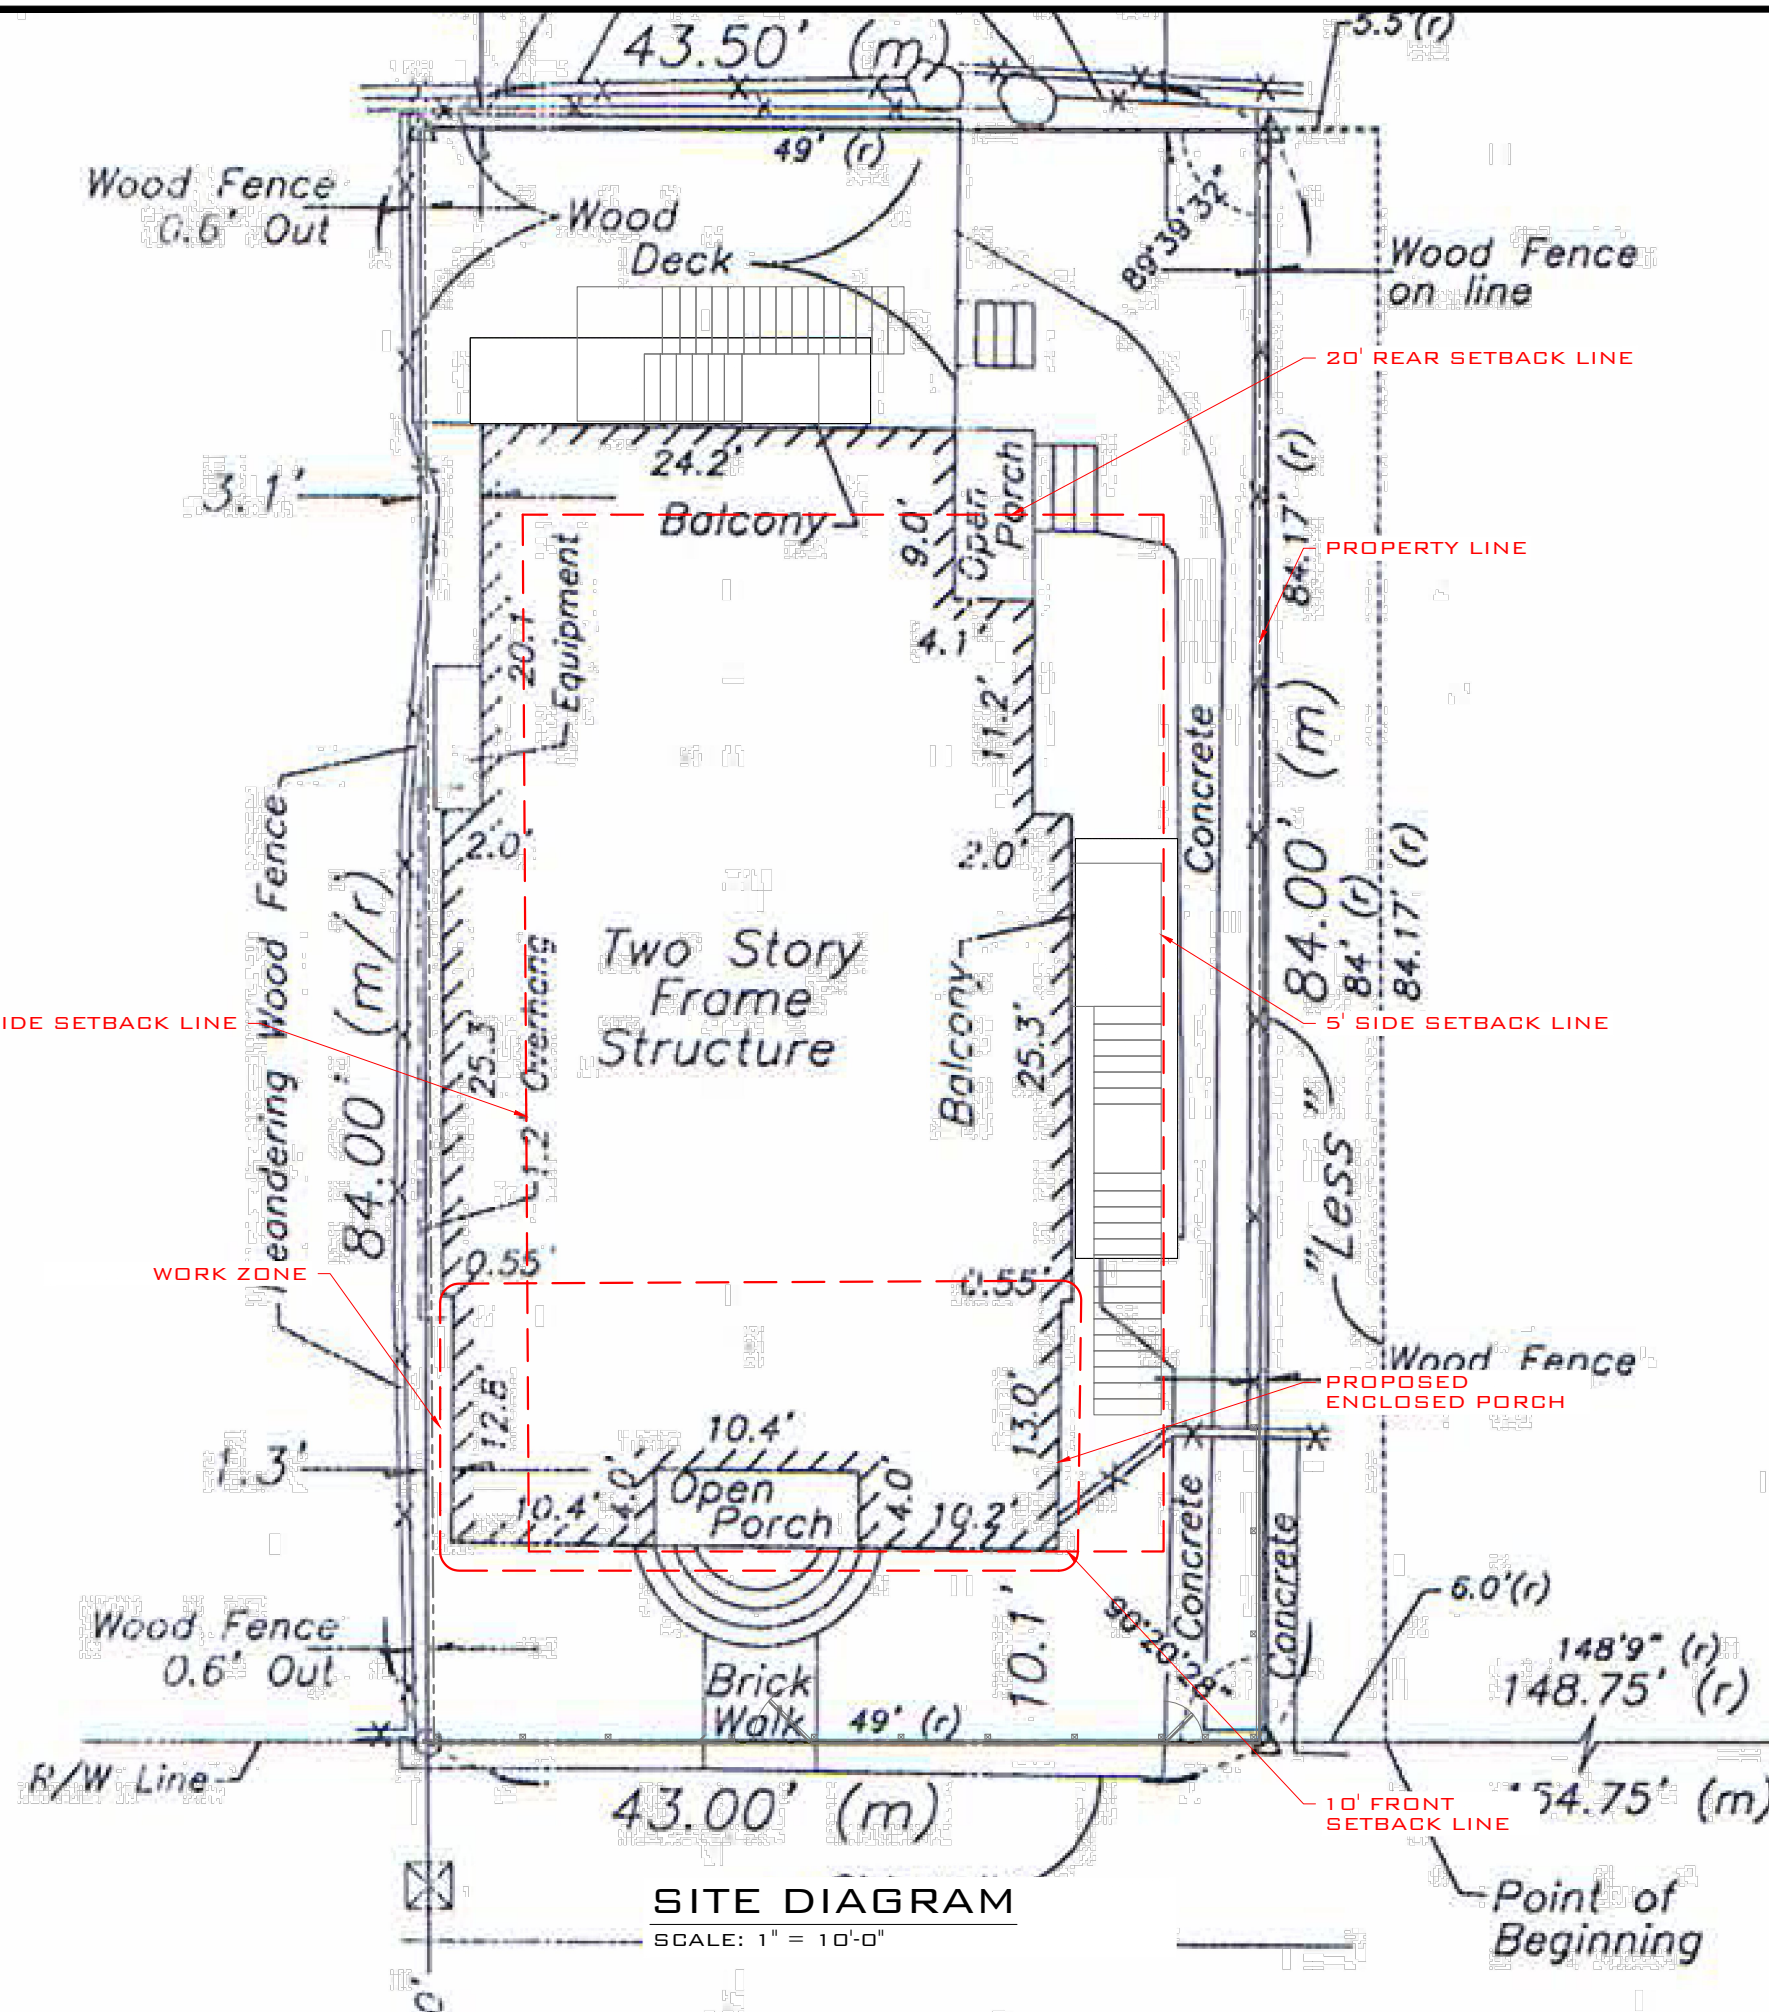 43.50' (m)
5.5'(r)
49' (r)
Wood Fence
0.6' Out
Wood
Deck
89°39'32"
Wood Fence
on line
20' REAR SETBACK LINE
3.1'
24.2'
Balcony
9.0'
Open
Porch
84.17' (r)
PROPERTY LINE
20.1'
Equipment
4.1'
11.2'
Concrete
84.00' (m)
84' (r)
84.17' (r)
2.0'
2.0'
Wood Fence
84.00' (m/r)
Two Story
Frame
Structure
Balcony
25.3'
1.2' Overhang
25.3'
IDE SETBACK LINE
5' SIDE SETBACK LINE
"Less"
WORK ZONE
0.55'
0.55'
Wood Fence
PROPOSED
ENCLOSED PORCH
13.0'
10.4'
1.3'
10.4'
4.0'
Open
Porch
4.0'
10.2'
Concrete
Concrete
6.0'(r)
10.1'
90°20'28"
Wood Fence
0.6' Out
Brick
Walk
49' (r)
148'9" (r)
148.75' (r)
R/W Line
43.00' (m)
10' FRONT
SETBACK LINE
54.75' (m)
SITE DIAGRAM
SCALE: 1" = 10'-0"
Point of
Beginning